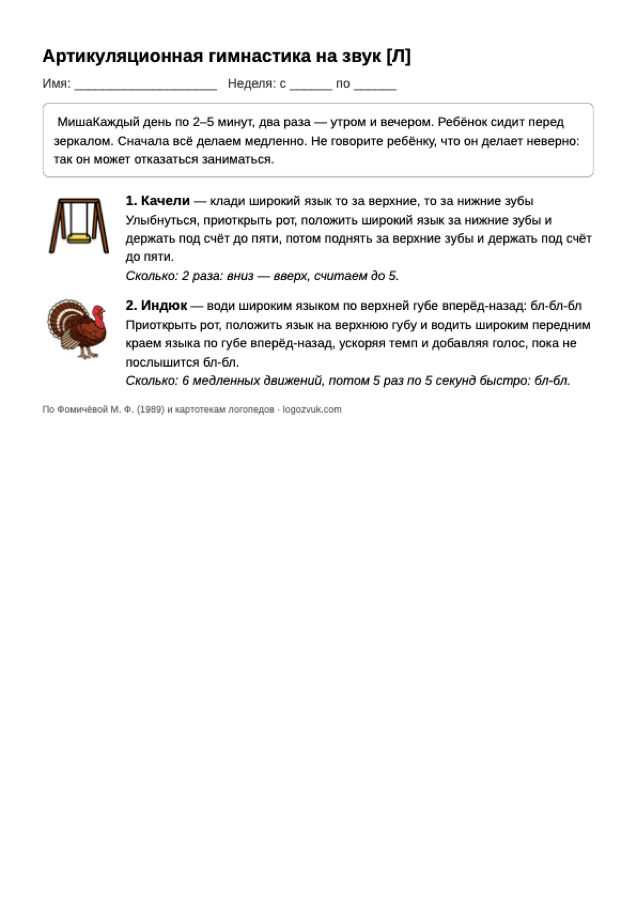 Артикуляционная гимнастика на звук [Л]
Имя: ____________________ Неделя: с ______ по ______
МишаКаждый день по 2–5 минут, два раза — утром и вечером. Ребёнок сидит перед
зеркалом. Сначала всё делаем медленно. Не говорите ребёнку, что он делает неверно:
так он может отказаться заниматься.
1. Качели — клади широкий язык то за верхние, то за нижние зубы
Улыбнуться, приоткрыть рот, положить широкий язык за нижние зубы и
держать под счёт до пяти, потом поднять за верхние зубы и держать под счёт
до пяти.
Сколько: 2 раза: вниз — вверх, считаем до 5.
2. Индюк — води широким языком по верхней губе вперёд-назад: бл-бл-бл
Приоткрыть рот, положить язык на верхнюю губу и водить широким передним
краем языка по губе вперёд-назад, ускоряя темп и добавляя голос, пока не
послышится бл-бл.
Сколько: 6 медленных движений, потом 5 раз по 5 секунд быстро: бл-бл.
По Фомичёвой М. Ф. (1989) и картотекам логопедов · logozvuk.com